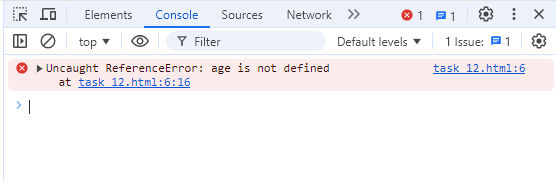 Elements Console Sources Network » 1 1
top Filter Default levels 1 Issue: 1
Uncaught ReferenceError: age is not defined task 12.html:6
at task 12.html:6:16
>